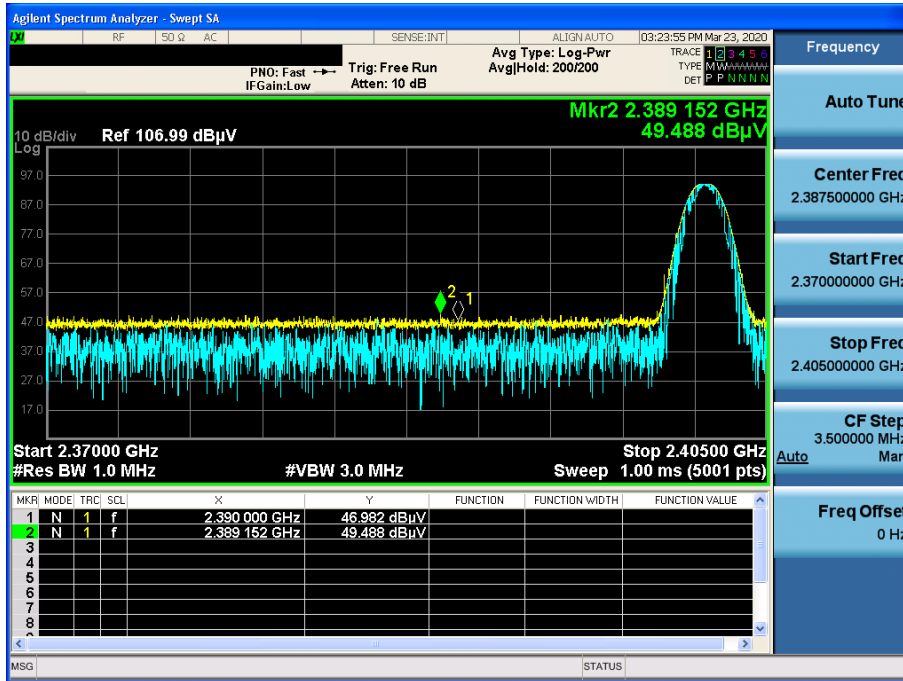 Agilent Spectrum Analyzer - Swept SA
LXI RF 50 Ω AC SENSE:INT ALIGN AUTO 03:23:55 PM Mar 23, 2020
PNO: Fast
IFGain:Low
Trig: Free Run
Atten: 10 dB
Avg Type: Log-Pwr
Avg|Hold: 200/200
TRACE 1 2 3 4 5 6
TYPE M W
DET P P N N N N
Mkr2 2.389 152 GHz
49.488 dBµV
10 dB/div Ref 106.99 dBµV
Log
97.0
87.0
77.0
67.0
57.0
47.0
37.0
27.0
17.0
2 1
Start 2.37000 GHz Stop 2.40500 GHz
#Res BW 1.0 MHz #VBW 3.0 MHz Sweep 1.00 ms (5001 pts)
MKR MODE TRC SCL X Y FUNCTION FUNCTION WIDTH FUNCTION VALUE
1 N 1 f 2.390 000 GHz 46.982 dBµV
2 N 1 f 2.389 152 GHz 49.488 dBµV
3
4
5
6
7
8
MSG STATUS
Frequency
Auto Tune
Center Freq
2.387500000 GHz
Start Freq
2.370000000 GHz
Stop Freq
2.405000000 GHz
CF Step
3.500000 MHz
Auto Man
Freq Offset
0 Hz